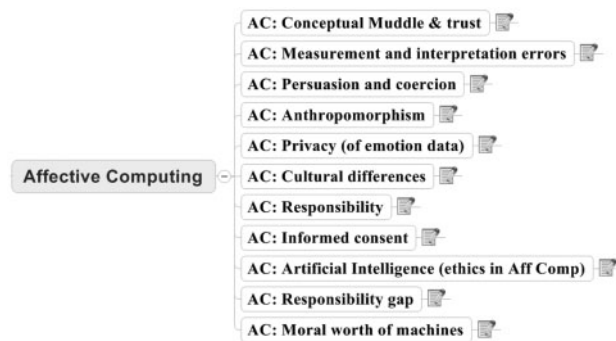 AC: Conceptual Muddle & trust
AC: Measurement and interpretation errors
AC: Persuasion and coercion
AC: Anthropomorphism
AC: Privacy (of emotion data)
Affective Computing
AC: Cultural differences
AC: Responsibility
AC: Informed consent
AC: Artificial Intelligence (ethics in Aff Comp)
AC: Responsibility gap
AC: Moral worth of machines